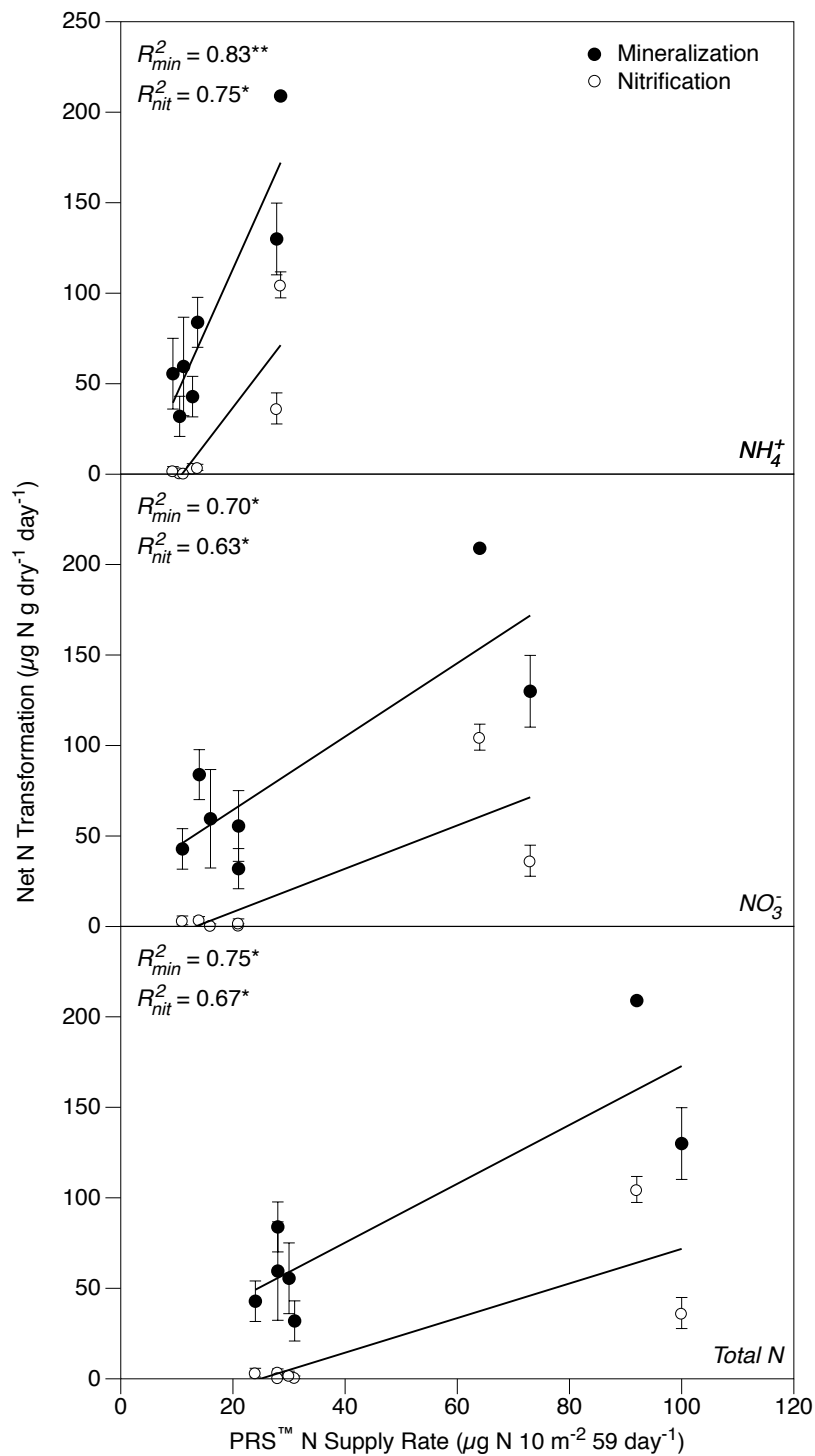 Net N Transformation (µg N g dry⁻¹ day⁻¹)
250
R²min = 0.83**
R²nit = 0.75*
Mineralization
Nitrification
200
150
100
50
0
NH₄⁺
R²min = 0.70*
R²nit = 0.63*
200
150
100
50
0
NO₃⁻
R²min = 0.75*
R²nit = 0.67*
200
150
100
50
0
Total N
0 20 40 60 80 100 120
PRS™ N Supply Rate (µg N 10 m⁻² 59 day⁻¹)